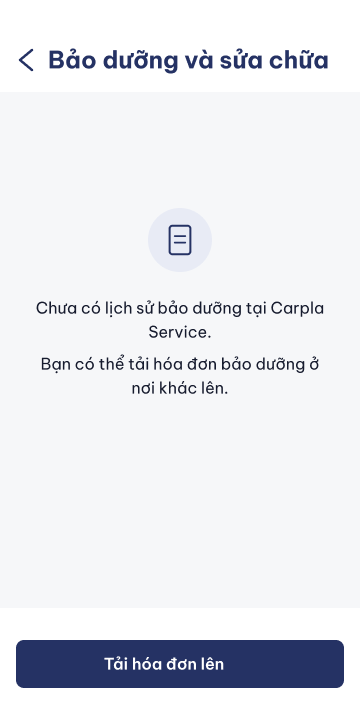 Bảo dưỡng và sửa chữa
Chưa có lịch sử bảo dưỡng tại Carpla
Service.
Bạn có thể tải hóa đơn bảo dưỡng ở
nơi khác lên.
Tải hóa đơn lên